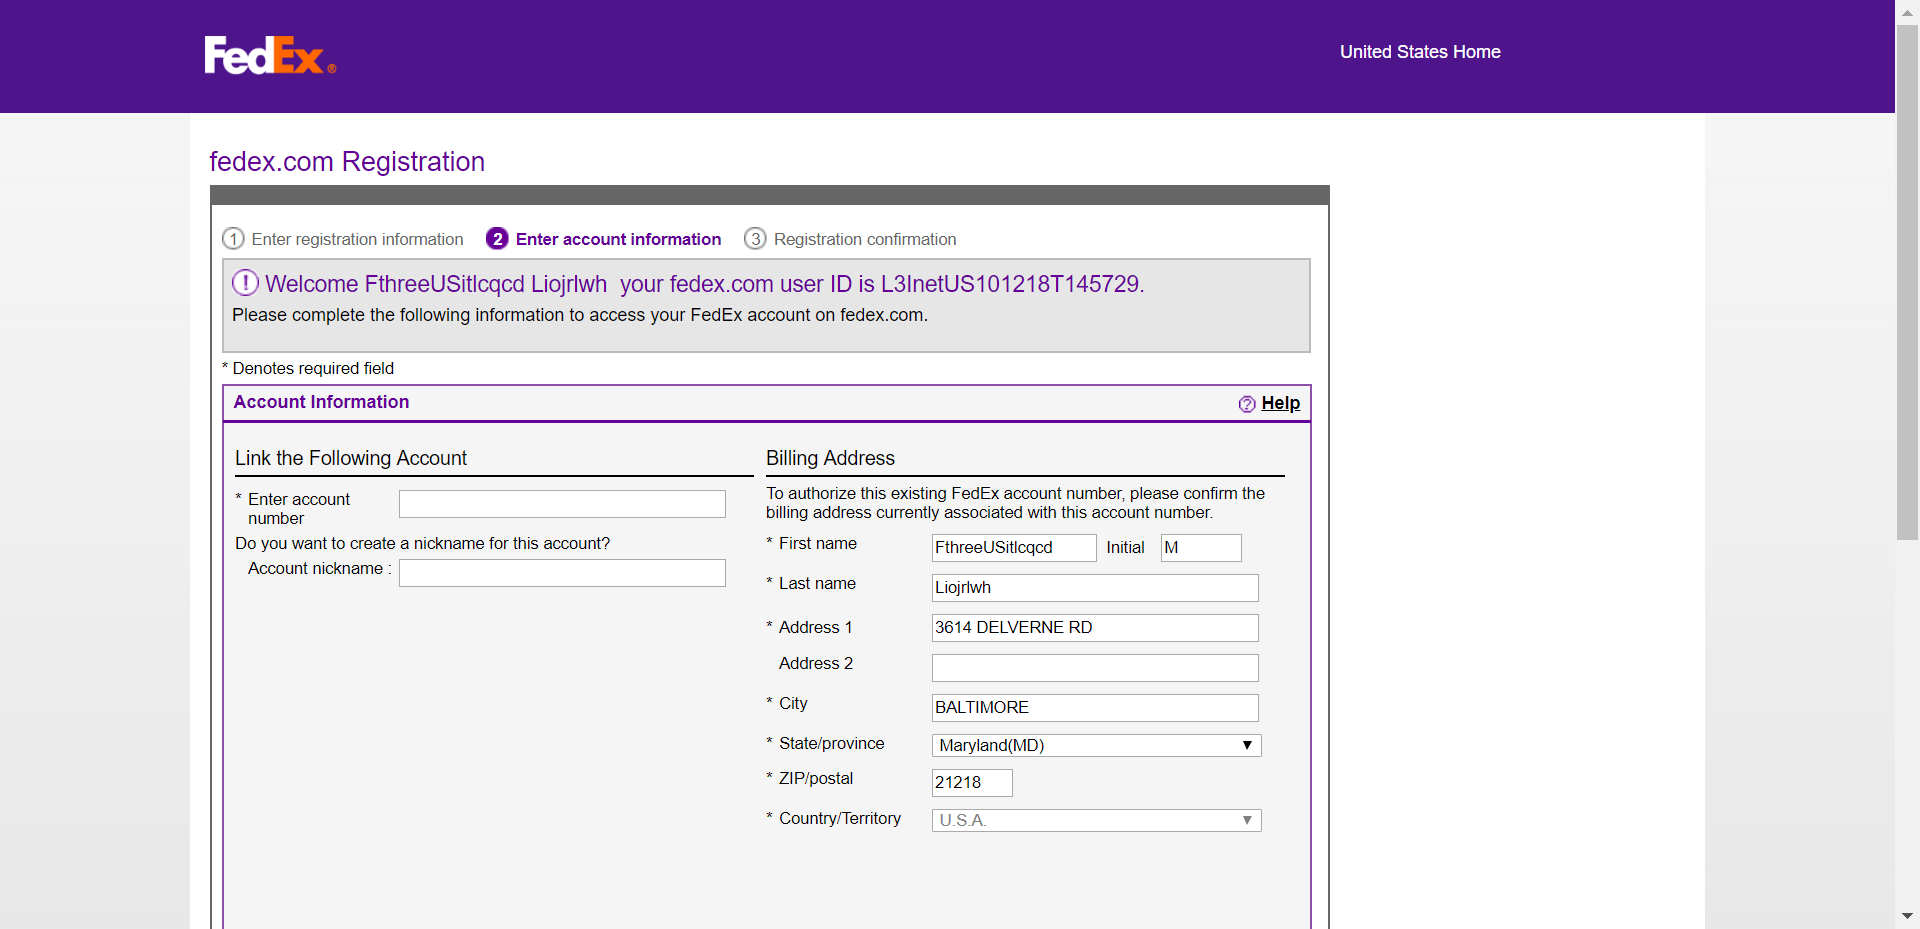 FedEx®
United States Home
fedex.com Registration
1 Enter registration information 2 Enter account information 3 Registration confirmation
! Welcome FthreeUSitlcqcd Liojrlwh your fedex.com user ID is L3InetUS101218T145729.
Please complete the following information to access your FedEx account on fedex.com.
* Denotes required field
Account Information
? Help
Link the Following Account
* Enter account
number
Do you want to create a nickname for this account?
Account nickname :
Billing Address
To authorize this existing FedEx account number, please confirm the
billing address currently associated with this account number.
* First name FthreeUSitlcqcd Initial M
* Last name Liojrlwh
* Address 1 3614 DELVERNE RD
Address 2
* City BALTIMORE
* State/province Maryland(MD)
* ZIP/postal 21218
* Country/Territory U.S.A.